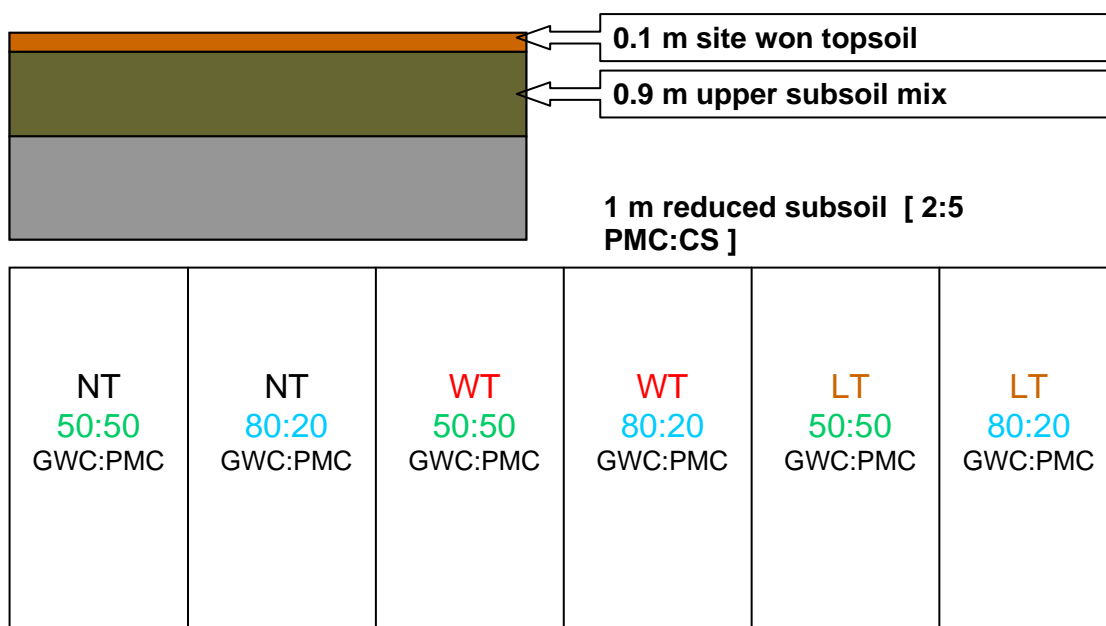 0.1 m site won topsoil
0.9 m upper subsoil mix
1 m reduced subsoil [ 2:5
PMC:CS ]
NT
50:50
GWC:PMC
NT
80:20
GWC:PMC
WT
50:50
GWC:PMC
WT
80:20
GWC:PMC
LT
50:50
GWC:PMC
LT
80:20
GWC:PMC